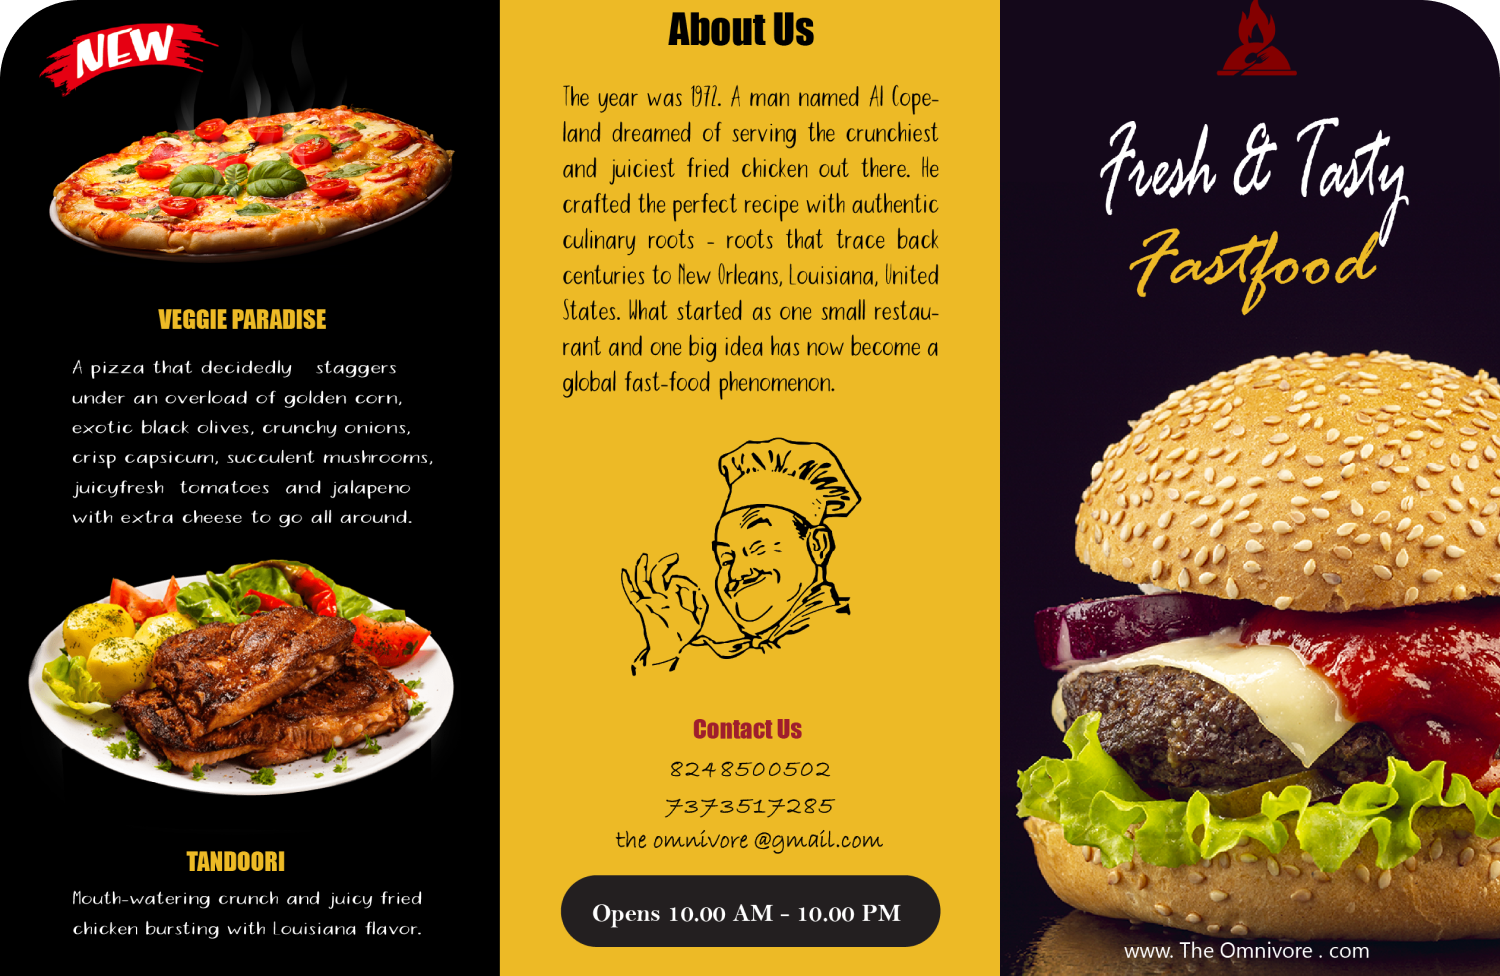 NEW
VEGGIE PARADISE
A pizza that decidedly staggers
under an overload of golden corn,
exotic black olives, crunchy onions,
crisp capsicum, succulent mushrooms,
juicyfresh tomatoes and jalapeno
with extra cheese to go all around.
TANDOORI
Mouth-watering crunch and juicy fried
chicken bursting with Louisiana flavor.
About Us
The year was 1972. A man named Al Cope-
land dreamed of serving the crunchiest
and juiciest fried chicken out there. He
crafted the perfect recipe with authentic
culinary roots - roots that trace back
centuries to New Orleans, Louisiana, United
States. What started as one small restau-
rant and one big idea has now become a
global fast-food phenomenon.
Contact Us
8248500502
7373517285
the omnivore @gmail.com
Opens 10.00 AM - 10.00 PM
Fresh & Tasty
Fastfood
www. The Omnivore . com